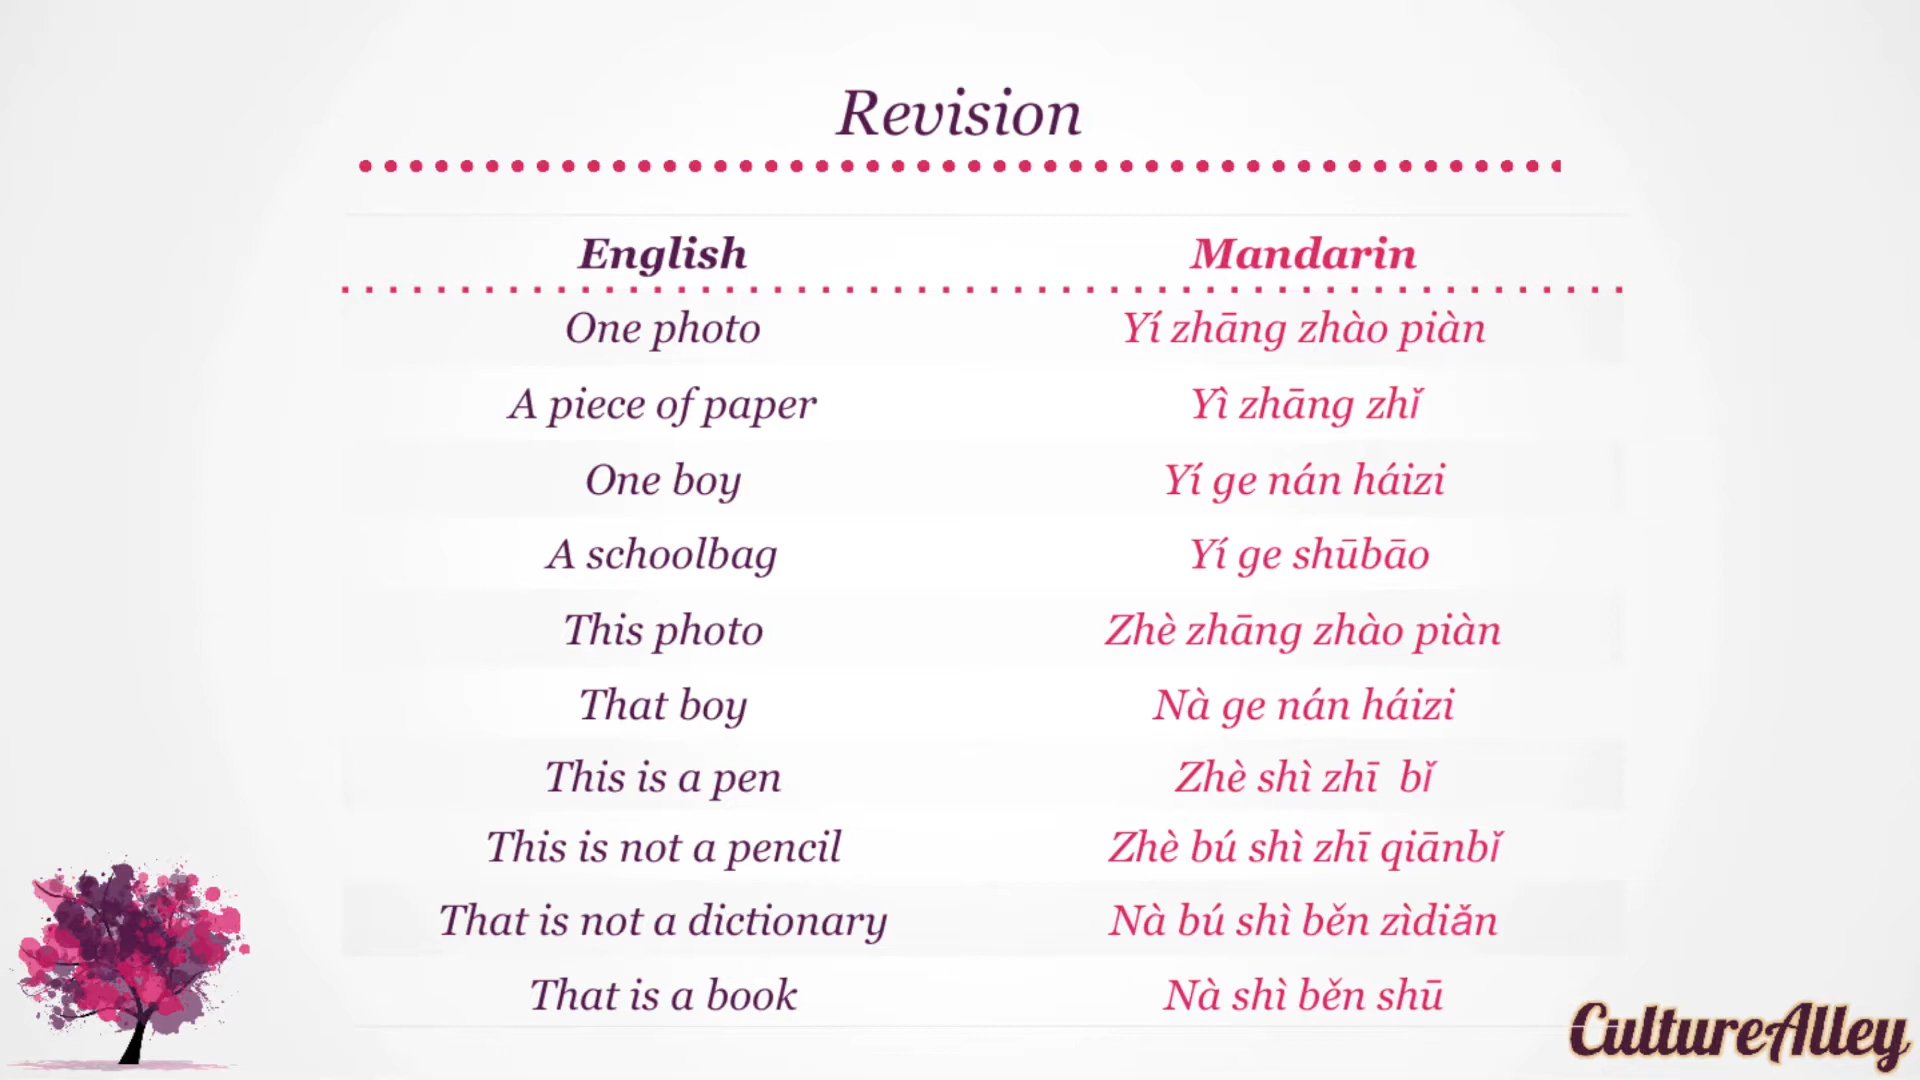 Revision
English Mandarin
One photo Yí zhāng zhào piàn
A piece of paper Yì zhāng zhǐ
One boy Yí ge nán háizi
A schoolbag Yí ge shūbāo
This photo Zhè zhāng zhào piàn
That boy Nà ge nán háizi
This is a pen Zhè shì zhī bǐ
This is not a pencil Zhè bú shì zhī qiānbǐ
That is not a dictionary Nà bú shì běn zìdiǎn
That is a book Nà shì běn shū
CultureAlley